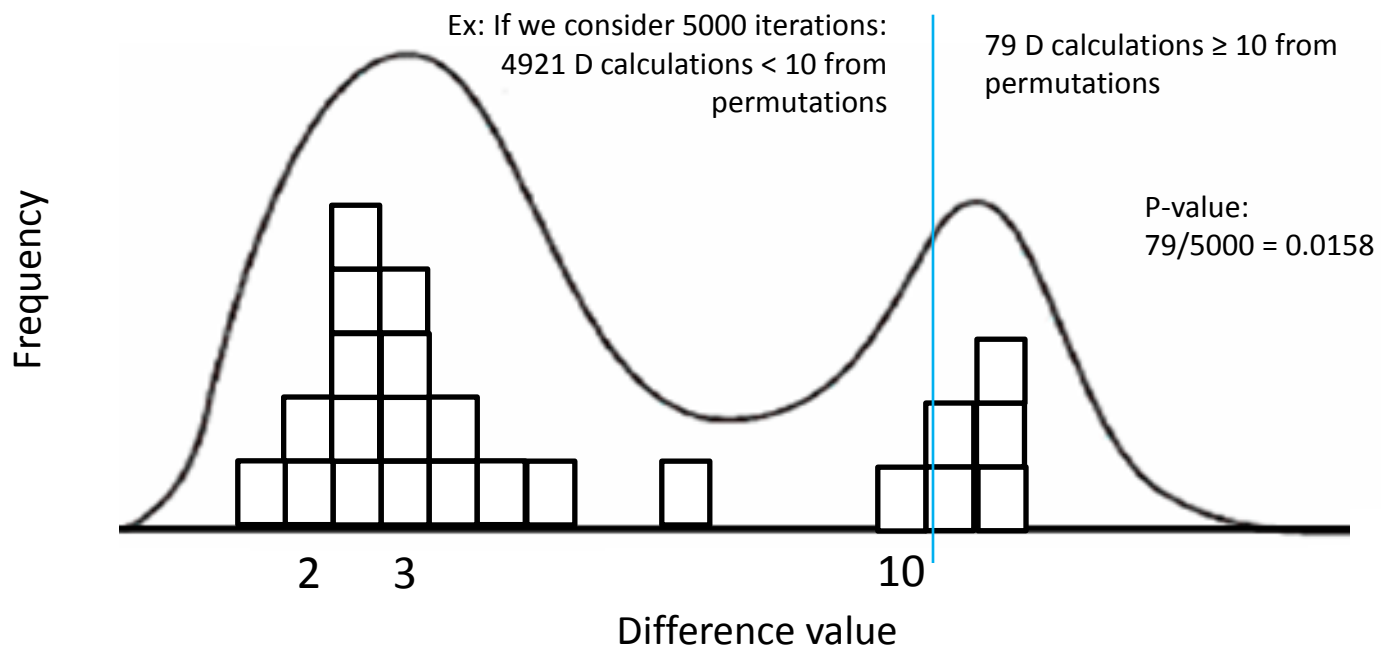 Ex: If we consider 5000 iterations:
4921 D calculations < 10 from
permutations
79 D calculations ≥ 10 from
permutations
P-value:
79/5000 = 0.0158
Frequency
2 3 10
Difference value